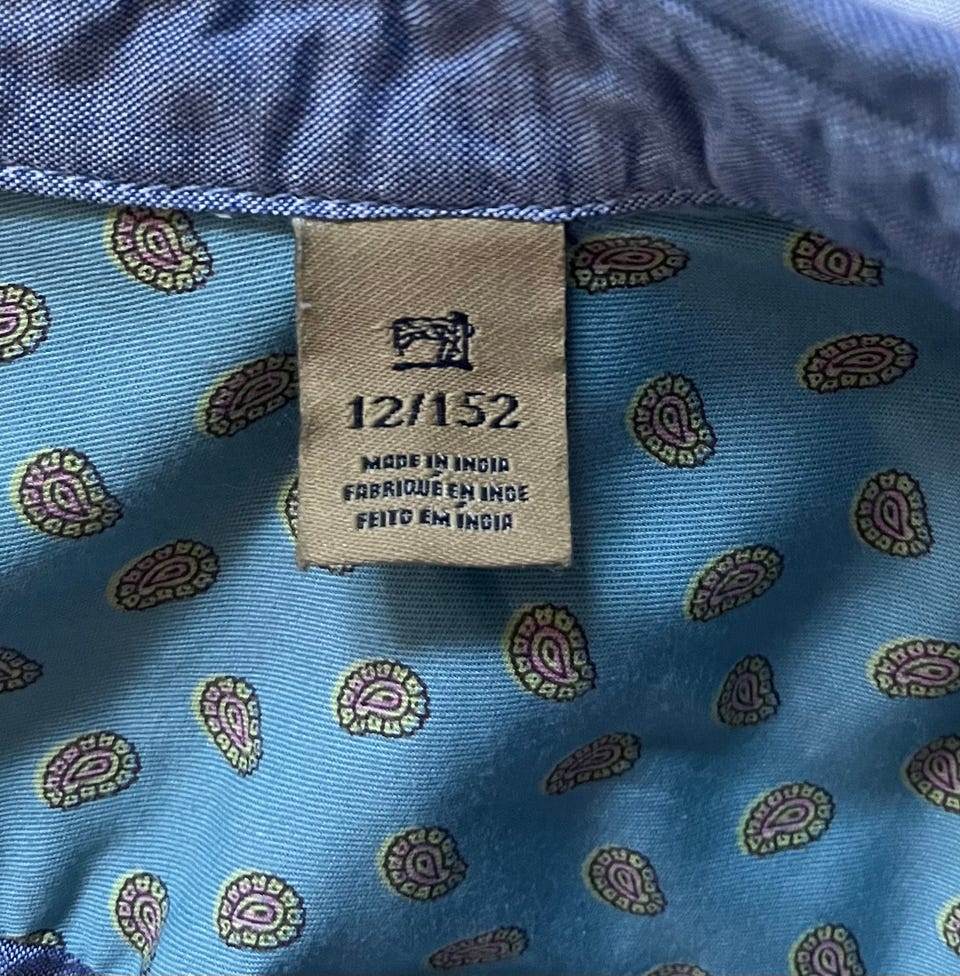 12/152
MADE IN INDIA
FABRIQUÉ EN INDE
FEITO EM ÍNDIA